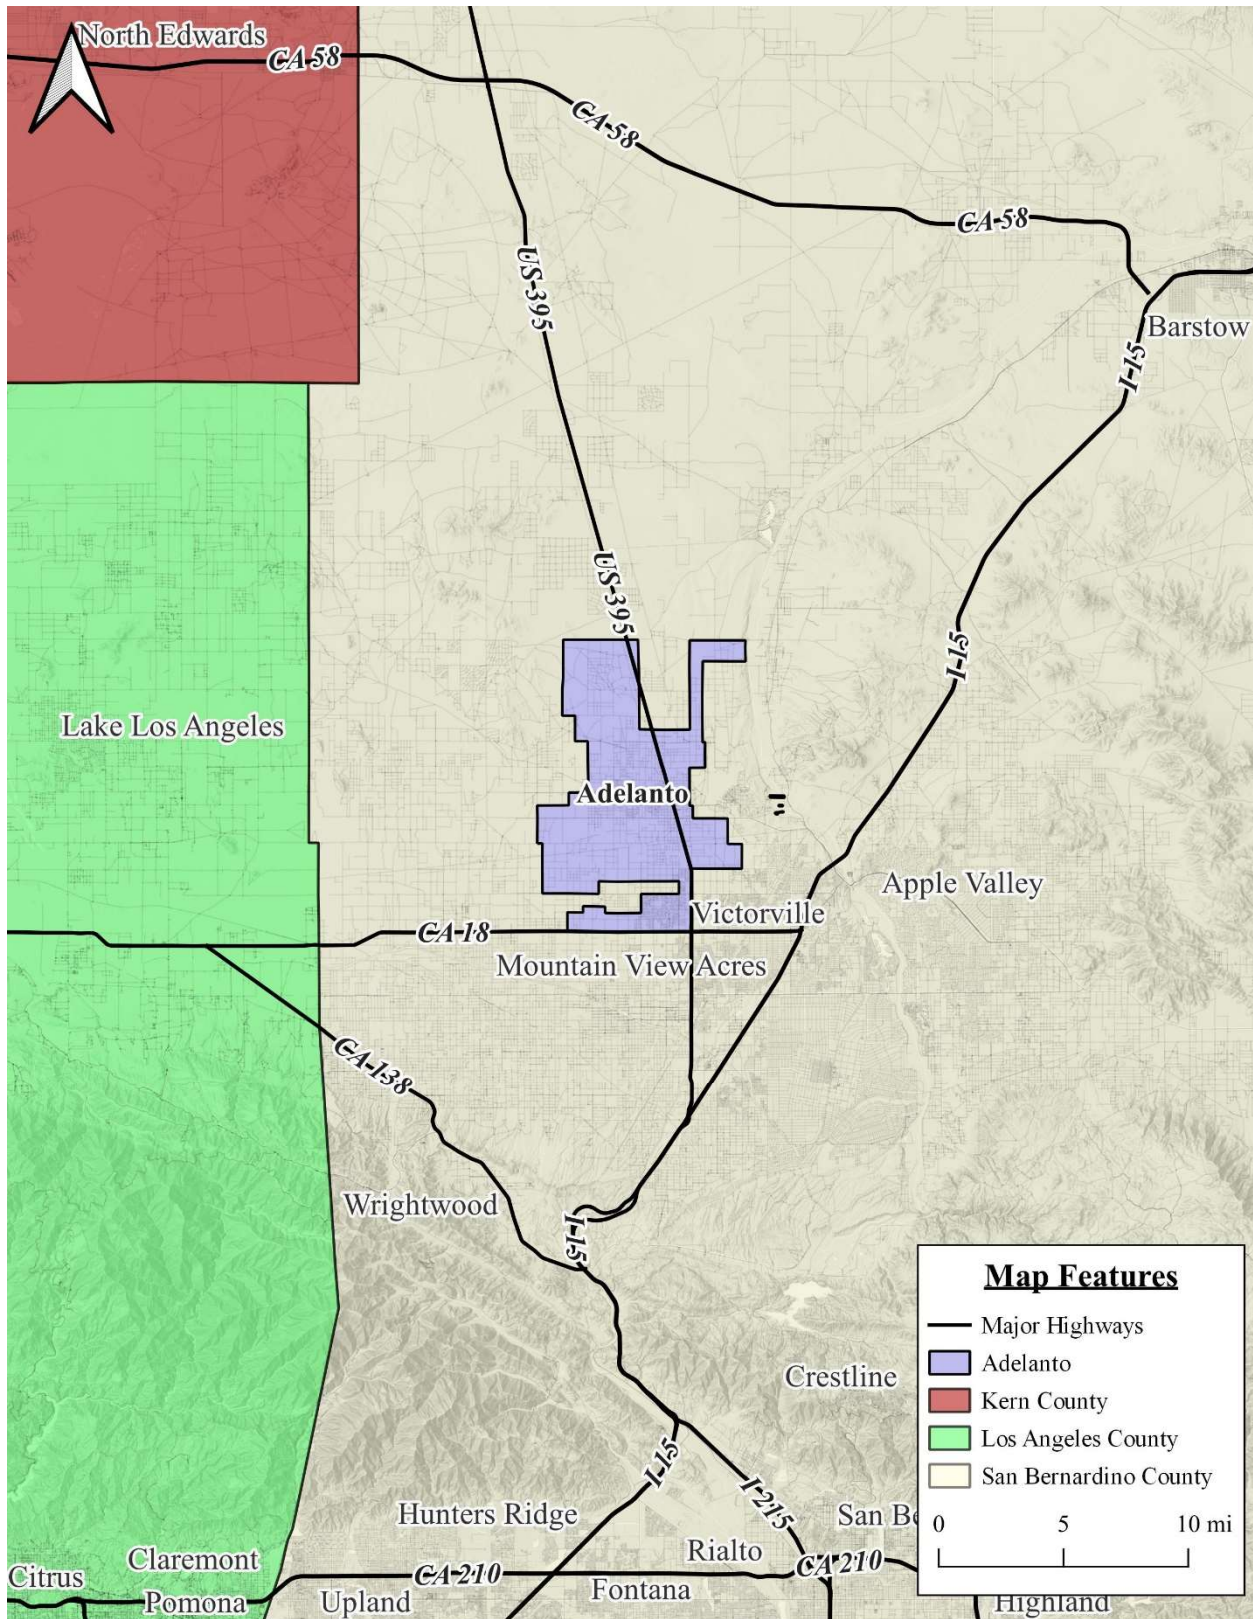 North Edwards
CA 58
CA 58
CA 58
US-395
Barstow
I-15
US-395
I-15
Lake Los Angeles
Adelanto
Apple Valley
Victorville
CA 18
Mountain View Acres
CA-138
Wrightwood
I-15
Map Features
Major Highways
Adelanto
Kern County
Los Angeles County
San Bernardino County
0 5 10 mi
Crestline
I-15
I-215
Hunters Ridge
San Be
Rialto
Claremont
CA 210
CA 210
Citrus
Fontana
Pomona
Upland
Highland